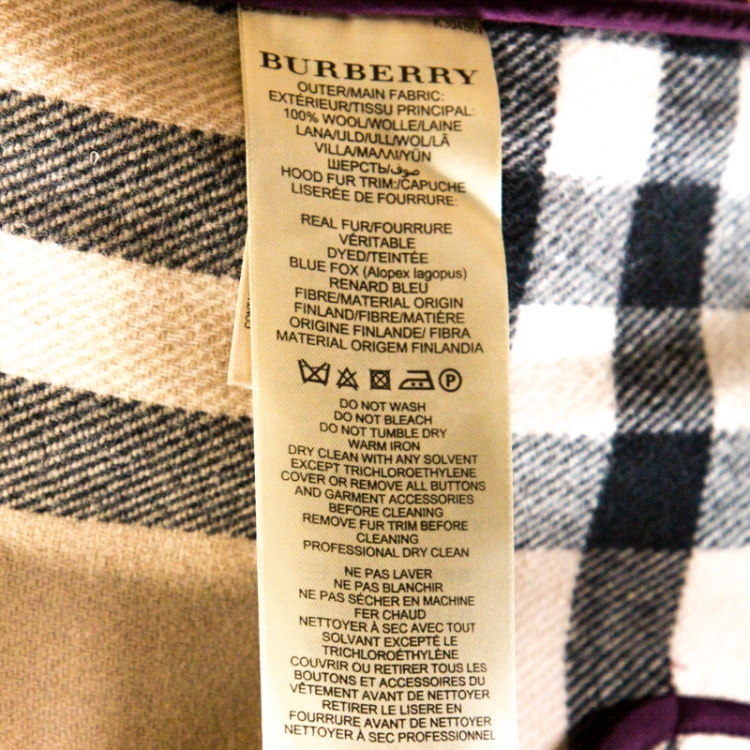 BURBERRY
OUTER/MAIN FABRIC:
EXTÉRIEUR/TISSU PRINCIPAL:
100% WOOL/WOLLE/LAINE
LANA/ULD/ULL/WOL/LÃ
VILLA/ΜΑΛΛΙ/YÜN
ШЕРСТЬ/صوف
HOOD FUR TRIM:/CAPUCHE
LISERÉE DE FOURRURE:
REAL FUR/FOURRURE
VÉRITABLE
DYED/TEINTÉE
BLUE FOX (Alopex lagopus)
RENARD BLEU
FIBRE/MATERIAL ORIGIN
FINLAND/FIBRE/MATIÈRE
ORIGINE FINLANDE/ FIBRA
MATERIAL ORIGEM FINLANDIA
P
DO NOT WASH
DO NOT BLEACH
DO NOT TUMBLE DRY
WARM IRON
DRY CLEAN WITH ANY SOLVENT
EXCEPT TRICHLOROETHYLENE
COVER OR REMOVE ALL BUTTONS
AND GARMENT ACCESSORIES
BEFORE CLEANING
REMOVE FUR TRIM BEFORE
CLEANING
PROFESSIONAL DRY CLEAN
NE PAS LAVER
NE PAS BLANCHIR
NE PAS SÉCHER EN MACHINE
FER CHAUD
NETTOYER À SEC AVEC TOUT
SOLVANT EXCEPTÉ LE
TRICHLOROÉTHYLÈNE
COUVRIR OU RETIRER TOUS LES
BOUTONS ET ACCESSOIRES DU
VÊTEMENT AVANT DE NETTOYER
RETIRER LE LISERE EN
FOURRURE AVANT DE NETTOYER
NETTOYER À SEC PROFESSIONNEL